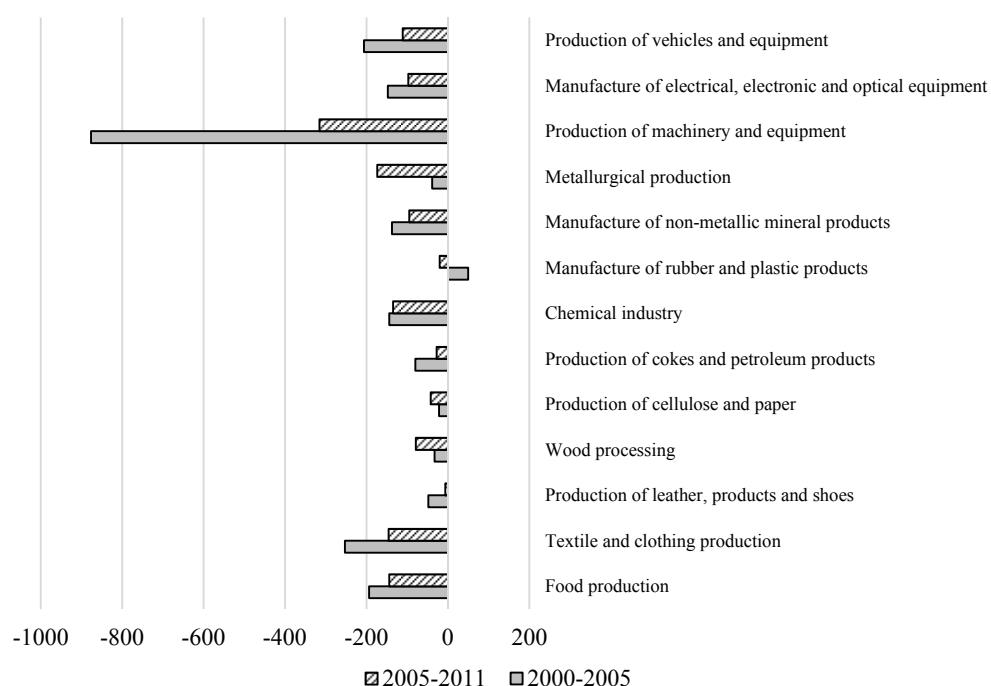 Production of vehicles and equipment
Manufacture of electrical, electronic and optical equipment
Production of machinery and equipment
Metallurgical production
Manufacture of non-metallic mineral products
Manufacture of rubber and plastic products
Chemical industry
Production of cokes and petroleum products
Production of cellulose and paper
Wood processing
Production of leather, products and shoes
Textile and clothing production
Food production
-1000 -800 -600 -400 -200 0 200
2005-2011 2000-2005